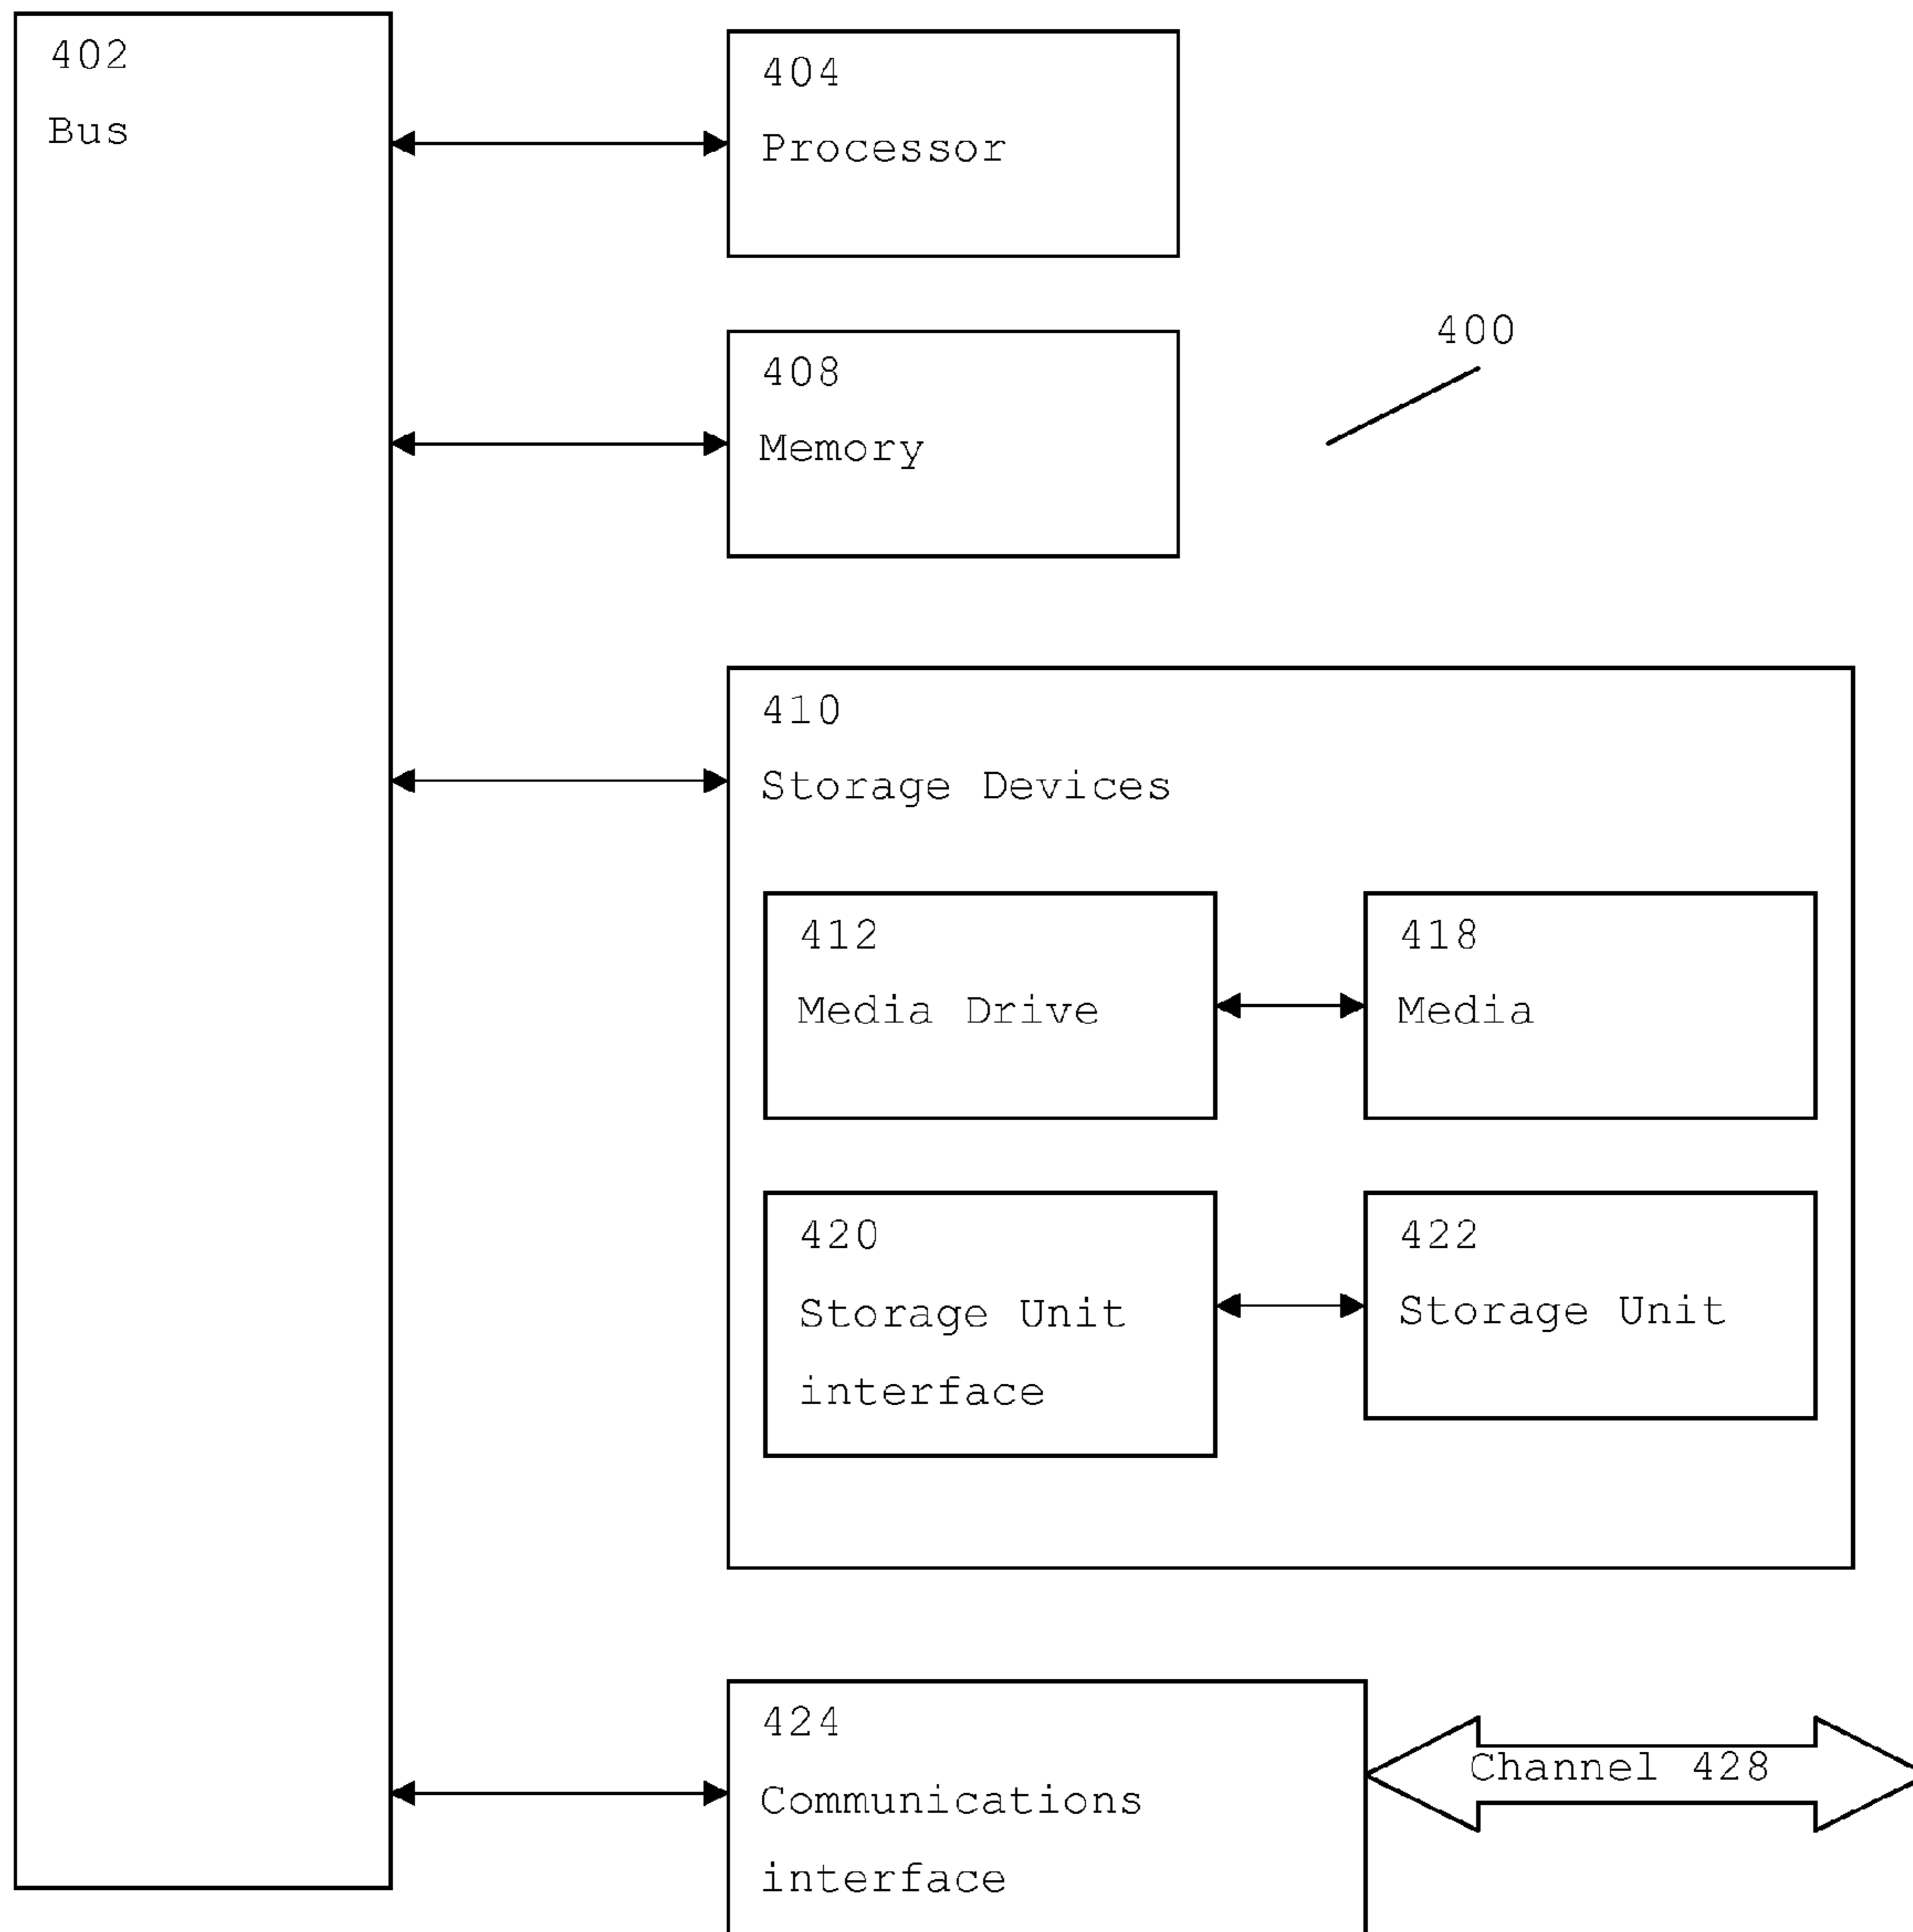 402
Bus
404
Processor
400
408
Memory
410
Storage Devices
412
Media Drive
418
Media
420
Storage Unit
interface
422
Storage Unit
424
Communications
interface
Channel 428